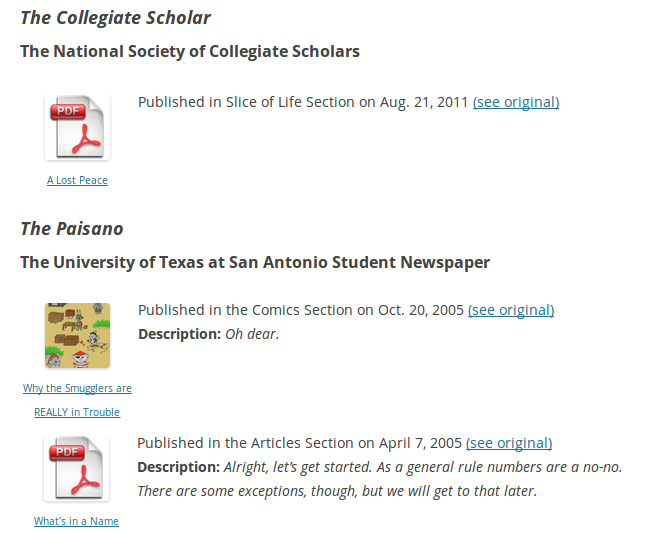 The Collegiate Scholar
The National Society of Collegiate Scholars
PDF
Published in Slice of Life Section on Aug. 21, 2011 (see original)
A Lost Peace
The Paisano
The University of Texas at San Antonio Student Newspaper
Published in the Comics Section on Oct. 20, 2005 (see original)
Description: Oh dear.
Why the Smugglers are
REALLY in Trouble
PDF
Published in the Articles Section on April 7, 2005 (see original)
Description: Alright, let’s get started. As a general rule numbers are a no-no.
There are some exceptions, though, but we will get to that later.
What’s in a Name